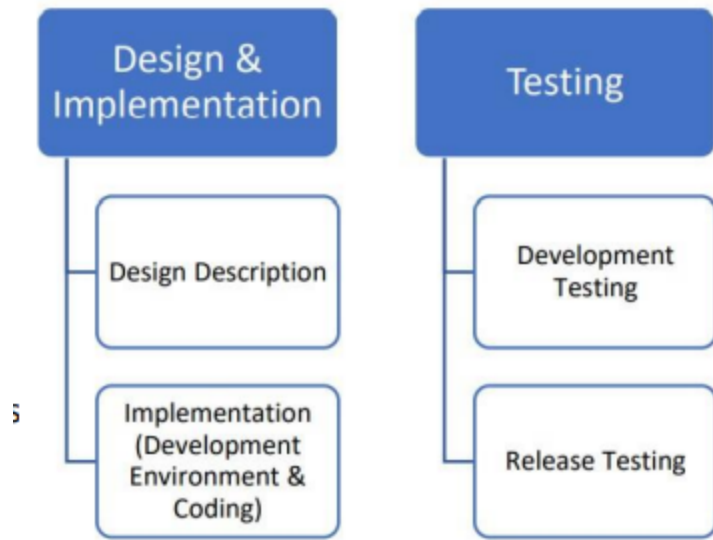 Design &
Implementation
Design Description
Implementation
(Development
Environment &
Coding)
Testing
Development
Testing
Release Testing
s